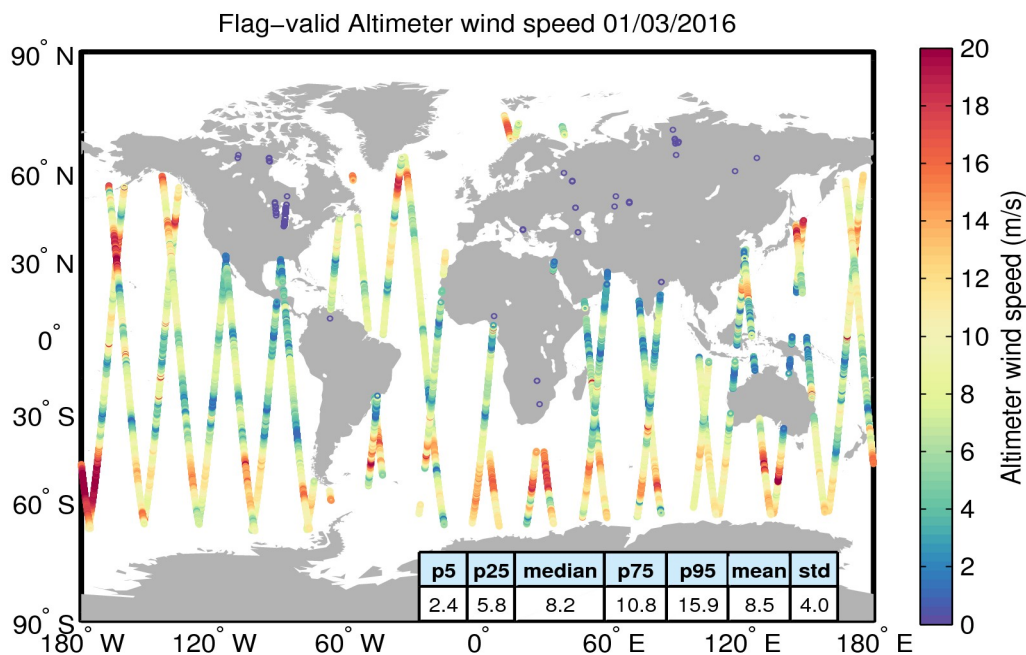 Flag−valid Altimeter wind speed 01/03/2016
90° N
60° N
30° N
0°
30° S
60° S
90° S
180° W
120° W
60° W
0°
60° E
120° E
180° E
p5 p25 median p75 p95 mean std
2.4 5.8 8.2 10.8 15.9 8.5 4.0
20
18
16
14
12
10
8
6
4
2
0
Altimeter wind speed (m/s)